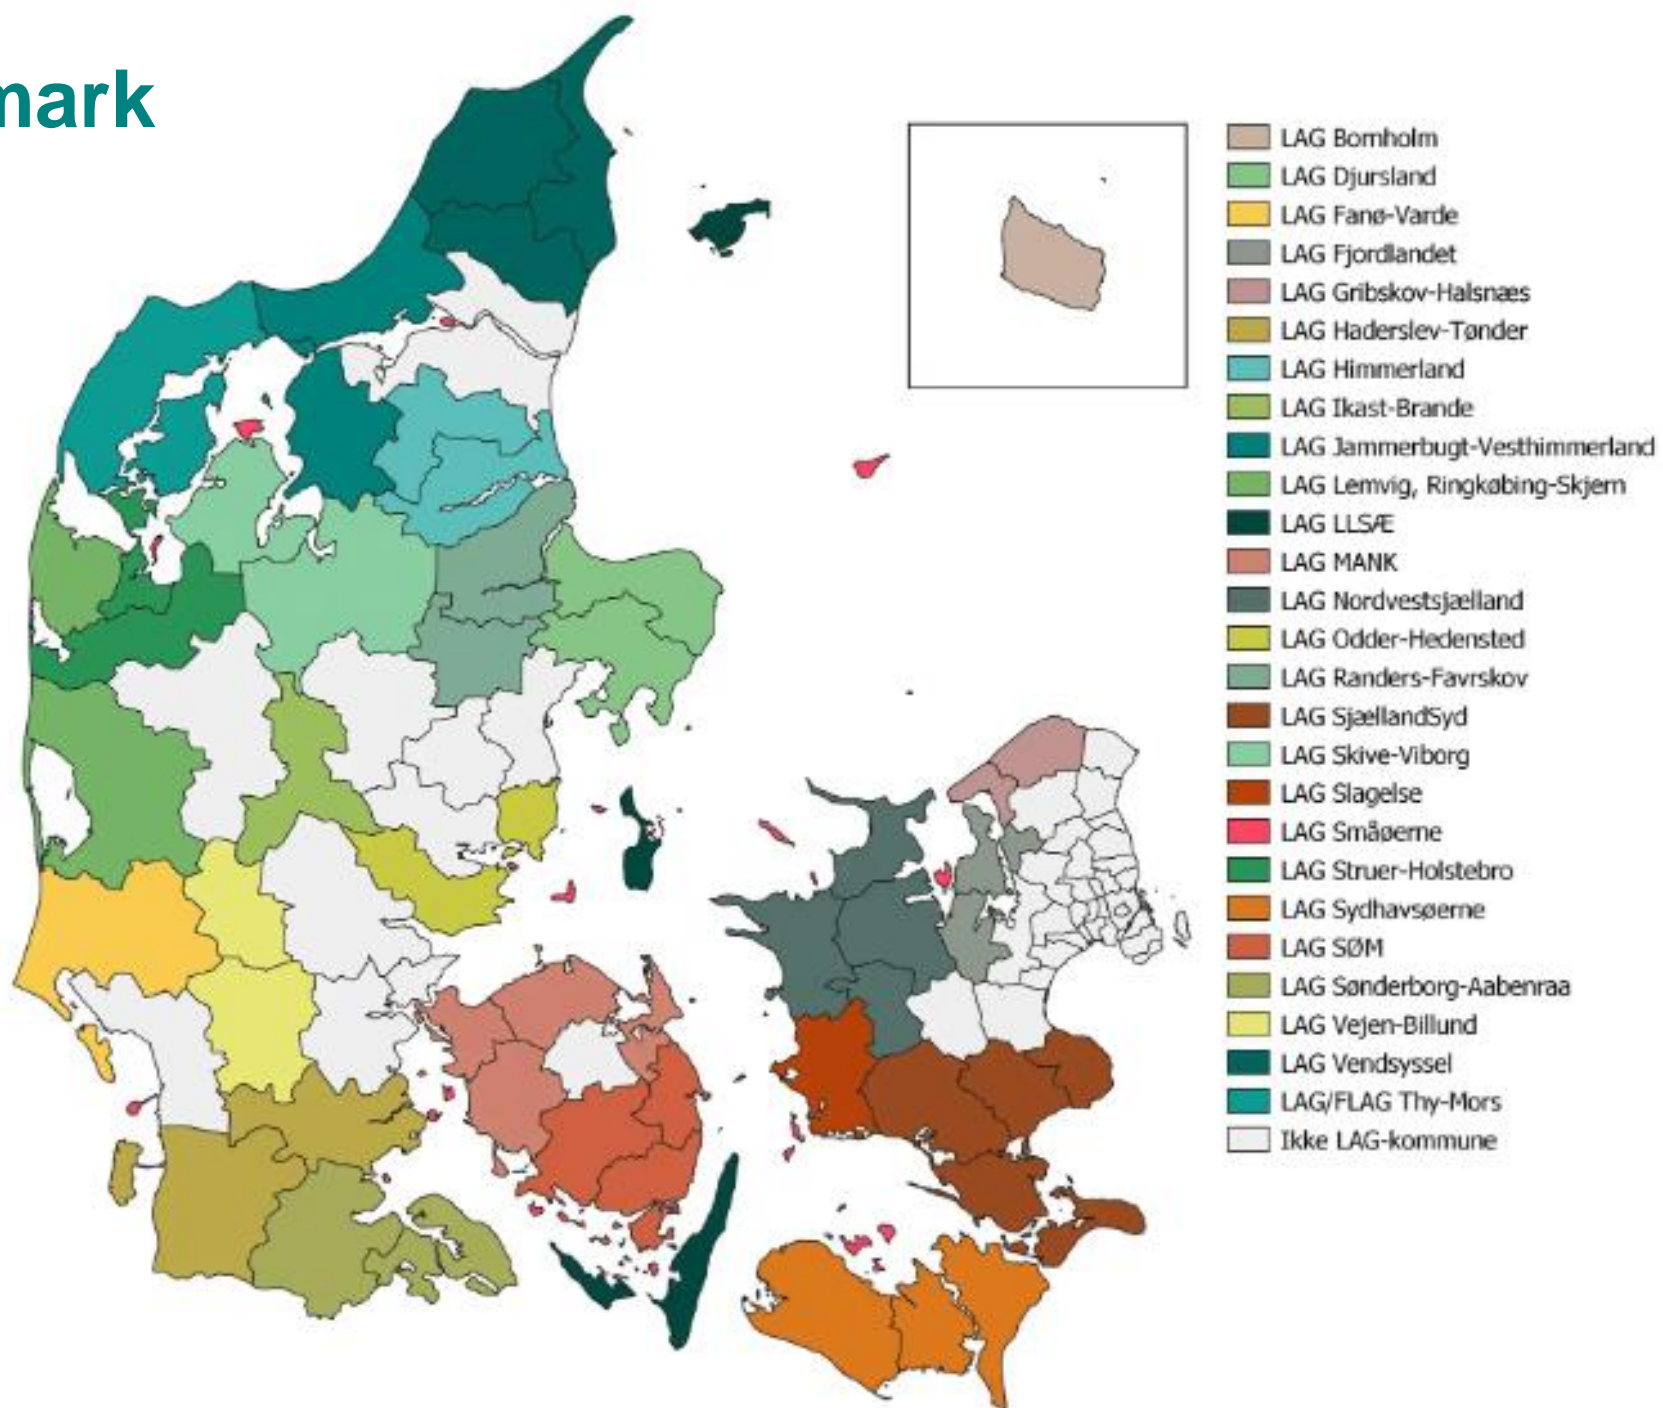 mark
LAG Bornholm
LAG Djursland
LAG Fanø-Varde
LAG Fjordlandet
LAG Gribskov-Halsnæs
LAG Haderslev-Tønder
LAG Himmerland
LAG Ikast-Brande
LAG Jammerbugt-Vesthimmerland
LAG Lemvig, Ringkøbing-Skjern
LAG LLSÆ
LAG MANK
LAG Nordvestsjælland
LAG Odder-Hedensted
LAG Randers-Favrskov
LAG SjællandSyd
LAG Skive-Viborg
LAG Slagelse
LAG Småøerne
LAG Struer-Holstebro
LAG Sydhavsøerne
LAG SØM
LAG Sønderborg-Aabenraa
LAG Vejen-Billund
LAG Vendsyssel
LAG/FLAG Thy-Mors
Ikke LAG-kommune